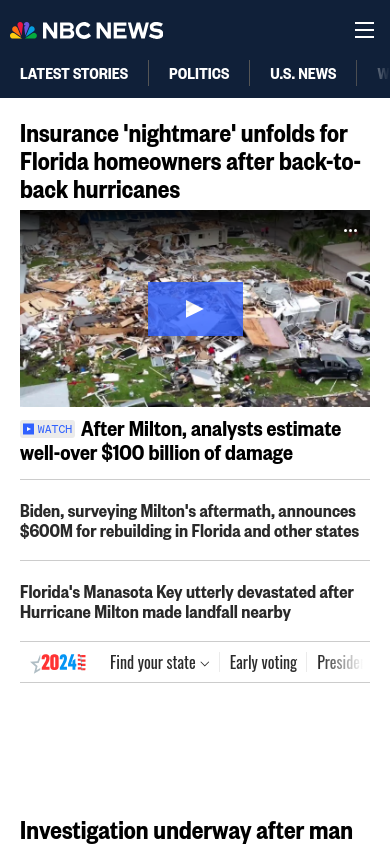 NBC NEWS
LATEST STORIES
POLITICS
U.S. NEWS
Insurance 'nightmare' unfolds for
Florida homeowners after back-to-
back hurricanes
WATCH After Milton, analysts estimate
well-over $100 billion of damage
Biden, surveying Milton's aftermath, announces
$600M for rebuilding in Florida and other states
Florida's Manasota Key utterly devastated after
Hurricane Milton made landfall nearby
2024
Find your state
Early voting
Investigation underway after man